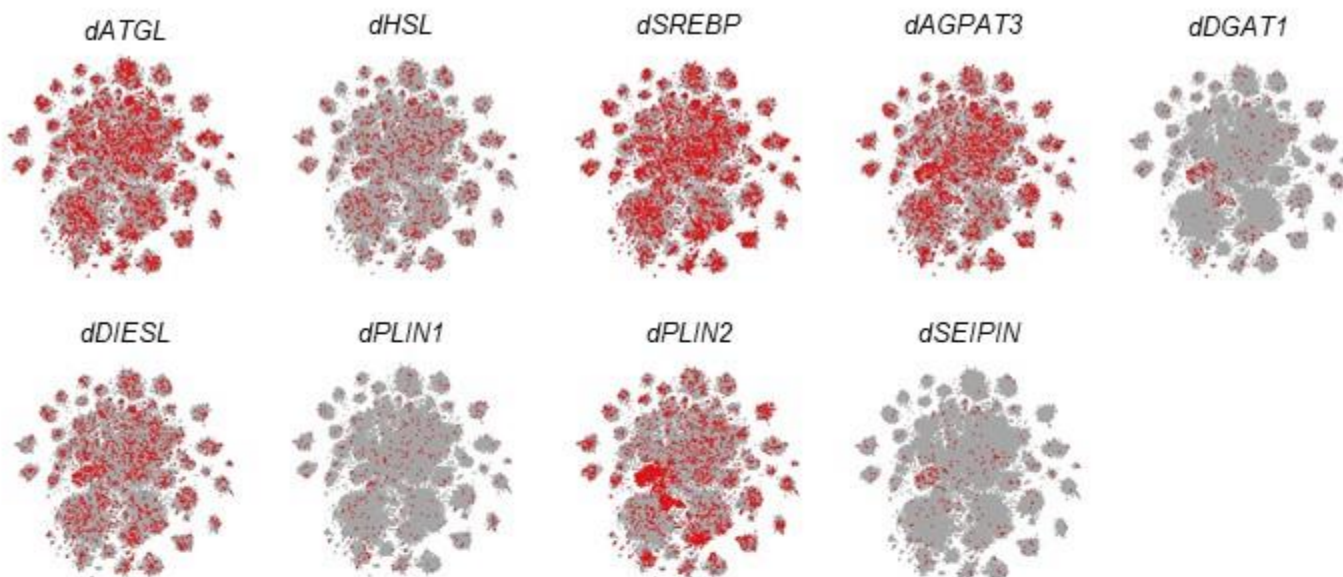 dATGL dHSL dSREBP dAGPAT3 dDGAT1
dDIESL dPLIN1 dPLIN2 dSEIPIN